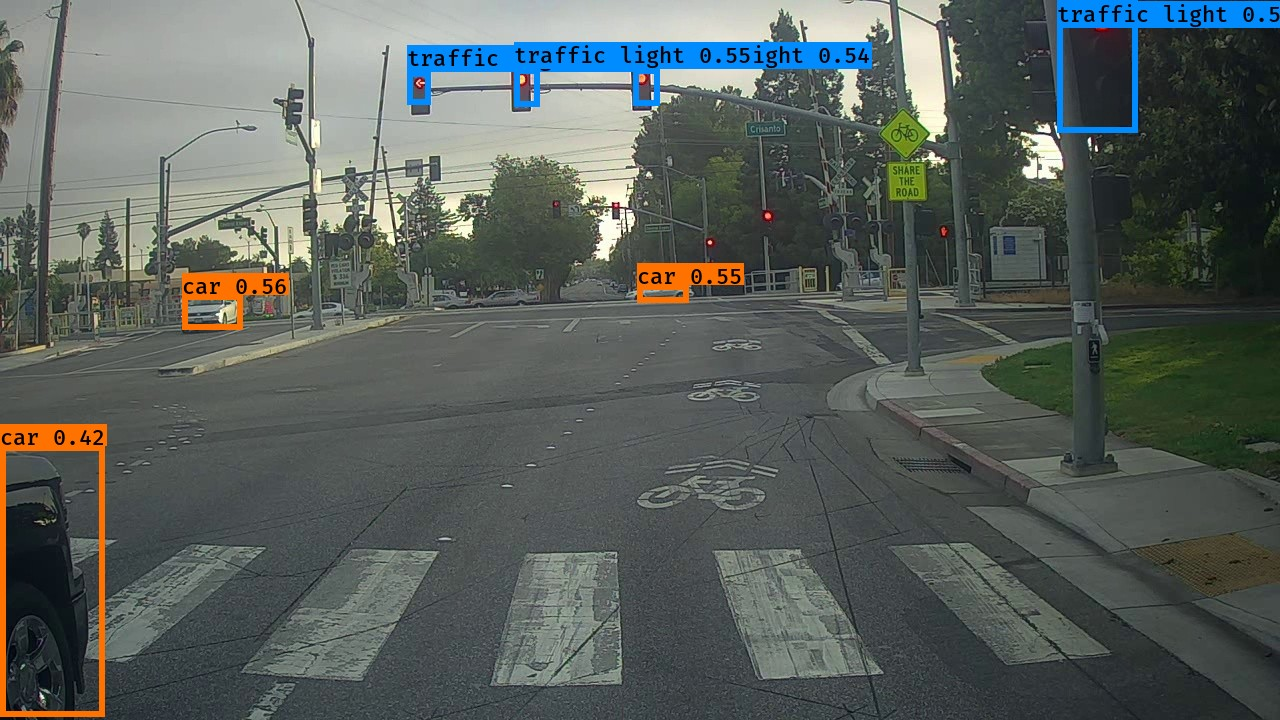 traffic light 0.5
traffic
traffic light 0.55
ight 0.54
Crisanto
SHARE
THE
ROAD
car 0.55
car 0.56
car 0.42